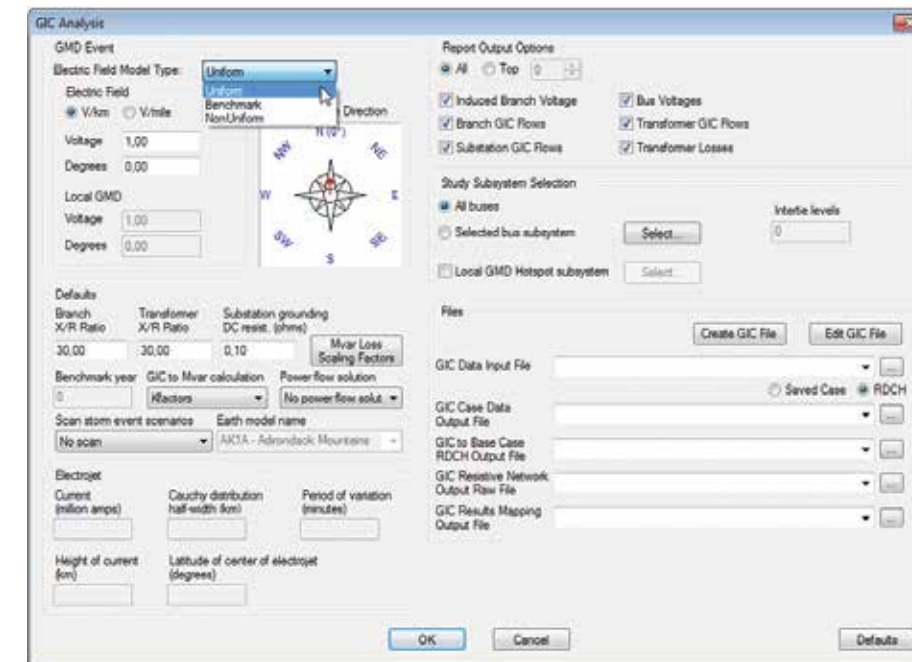 GIC Analysis
GMD Event
Electric Field Model Type: Uniform
Uniform
Benchmark
NonUniform
Electric Field
V/km V/mile
Direction
Voltage 1,00
Degrees 0,00
N (0°)
NW NE
W E
SW SE
S
Local GMD
Voltage 1,00
Degrees 0,00
Defaults
Branch X/R Ratio
30,00
Transformer X/R Ratio
30,00
Substation grounding DC resist. (ohms)
0,10
Mvar Loss Scaling Factors
Benchmark year
0
GIC to Mvar calculation
Kfactors
Power flow solution
No power flow solut
Scan storm event scenarios
No scan
Earth model name
AK1A - Adirondack Mountains
Electrojet
Current (million amps)
Cauchy distribution half-width (km)
Period of variation (minutes)
Height of current (km)
Latitude of center of electrojet (degrees)
Report Output Options
All Top 0
Induced Branch Voltage
Bus Voltages
Branch GIC Flows
Transformer GIC Flows
Substation GIC Flows
Transformer Losses
Study Subsystem Selection
All buses
Selected bus subsystem Select...
Intertie levels
0
Local GMD Hotspot subsystem Select...
Files
Create GIC File Edit GIC File
GIC Data Input File ...
Saved Case RDCH
GIC Case Data Output File ...
GIC to Base Case RDCH Output File ...
GIC Resistive Network Output Raw File ...
GIC Results Mapping Output File ...
OK Cancel Defaults